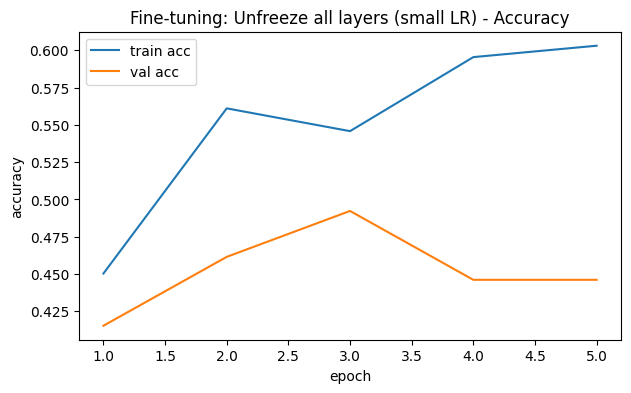 Fine-tuning: Unfreeze all layers (small LR) - Accuracy
train acc
val acc
0.600
0.575
0.550
0.525
0.500
0.475
0.450
0.425
accuracy
1.0 1.5 2.0 2.5 3.0 3.5 4.0 4.5 5.0
epoch